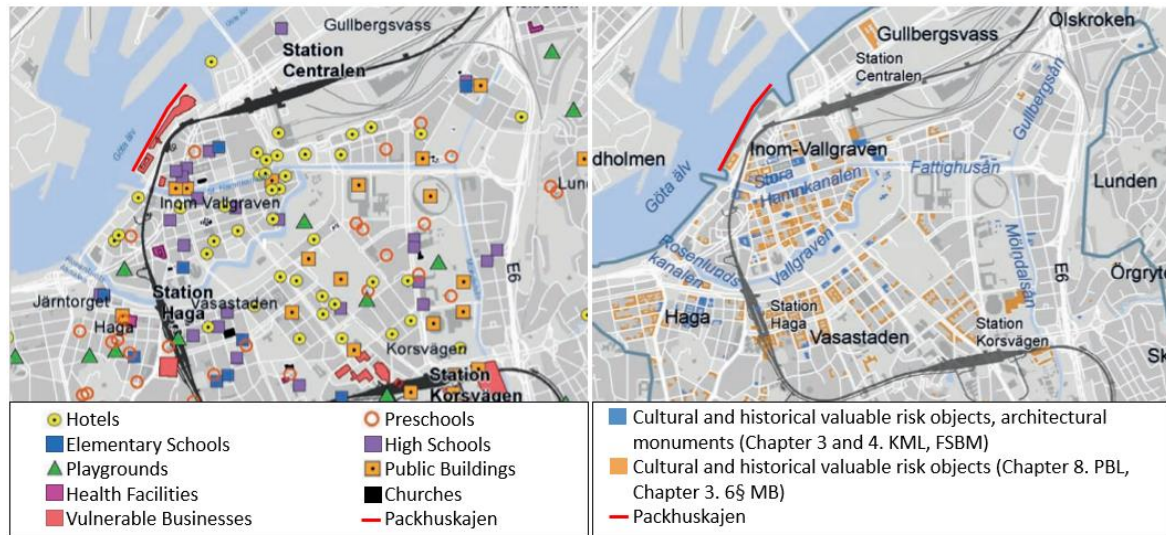 Gullbergsvass
Station
Centralen
Göta älv
Inom Vallgraven
Lun
E6
Järntorget
Station
Haga
Vasastaden
Haga
Korsvägen
Station
Korsvägen
Hotels
Preschools
Elementary Schools
High Schools
Playgrounds
Public Buildings
Health Facilities
Churches
Vulnerable Businesses
Packhuskajen
Olskroken
Gullbergsvass
Station
Centralen
Gullbergsån
dholmen
Inom-Vallgraven
Göta älv
Stora
Hamnkanalen
Fattighusån
Lunden
Rosenlunds
kanalen
Vallgraven
Mölndalsån
E6
Örgryte
Haga
Station
Haga
Vasastaden
Station
Korsvägen
Sk
Cultural and historical valuable risk objects, architectural
monuments (Chapter 3 and 4. KML, FSBM)
Cultural and historical valuable risk objects (Chapter 8. PBL,
Chapter 3. 6§ MB)
Packhuskajen